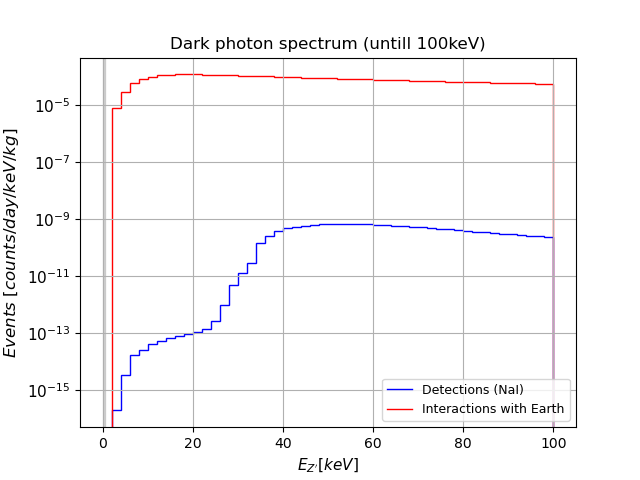 Dark photon spectrum (untill 100keV)
Events [counts/day/keV/kg]
10⁻⁵
10⁻⁷
10⁻⁹
10⁻¹¹
10⁻¹³
10⁻¹⁵
Detections (NaI)
Interactions with Earth
0 20 40 60 80 100
E_{Z'}[keV]